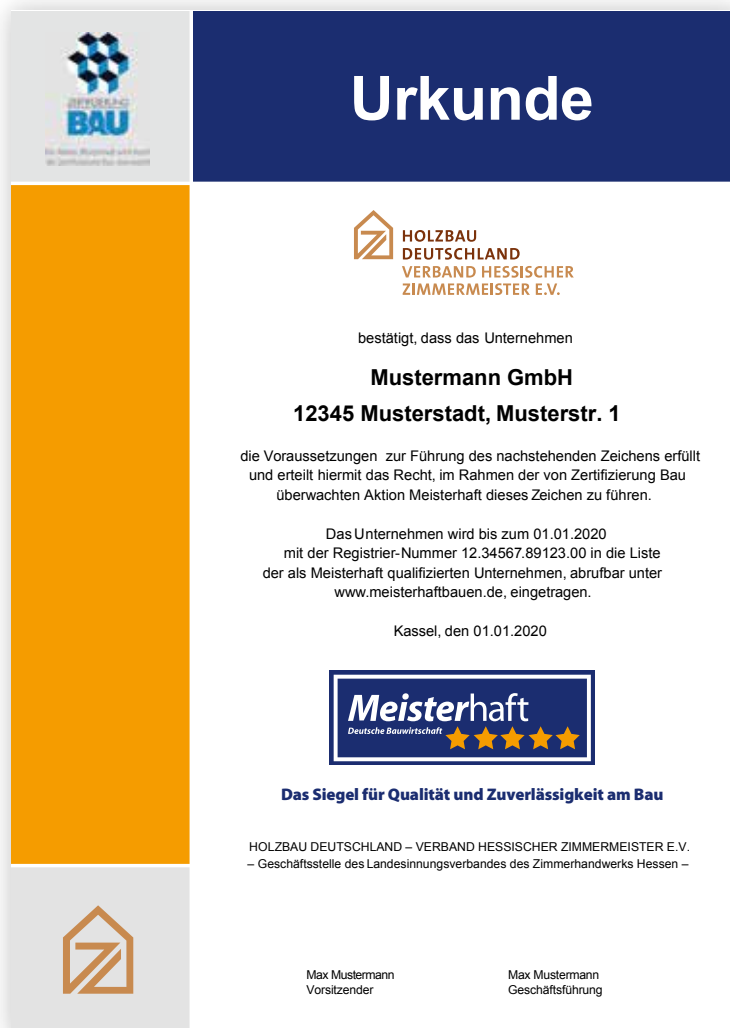 ZERTIFIZIERUNG
BAU
Urkunde
HOLZBAU
DEUTSCHLAND
VERBAND HESSISCHER
ZIMMERMEISTER E.V.
bestätigt, dass das Unternehmen
Mustermann GmbH
12345 Musterstadt, Musterstr. 1
die Voraussetzungen zur Führung des nachstehenden Zeichens erfüllt
und erteilt hiermit das Recht, im Rahmen der von Zertifizierung Bau
überwachten Aktion Meisterhaft dieses Zeichen zu führen.
Das Unternehmen wird bis zum 01.01.2020
mit der Registrier-Nummer 12.34567.89123.00 in die Liste
der als Meisterhaft qualifizierten Unternehmen, abrufbar unter
www.meisterhaftbauen.de, eingetragen.
Kassel, den 01.01.2020
Meisterhaft
Deutsche Bauwirtschaft
Das Siegel für Qualität und Zuverlässigkeit am Bau
HOLZBAU DEUTSCHLAND – VERBAND HESSISCHER ZIMMERMEISTER E.V.
– Geschäftsstelle des Landesinnungsverbandes des Zimmerhandwerks Hessen –
Max Mustermann
Vorsitzender
Max Mustermann
Geschäftsführung